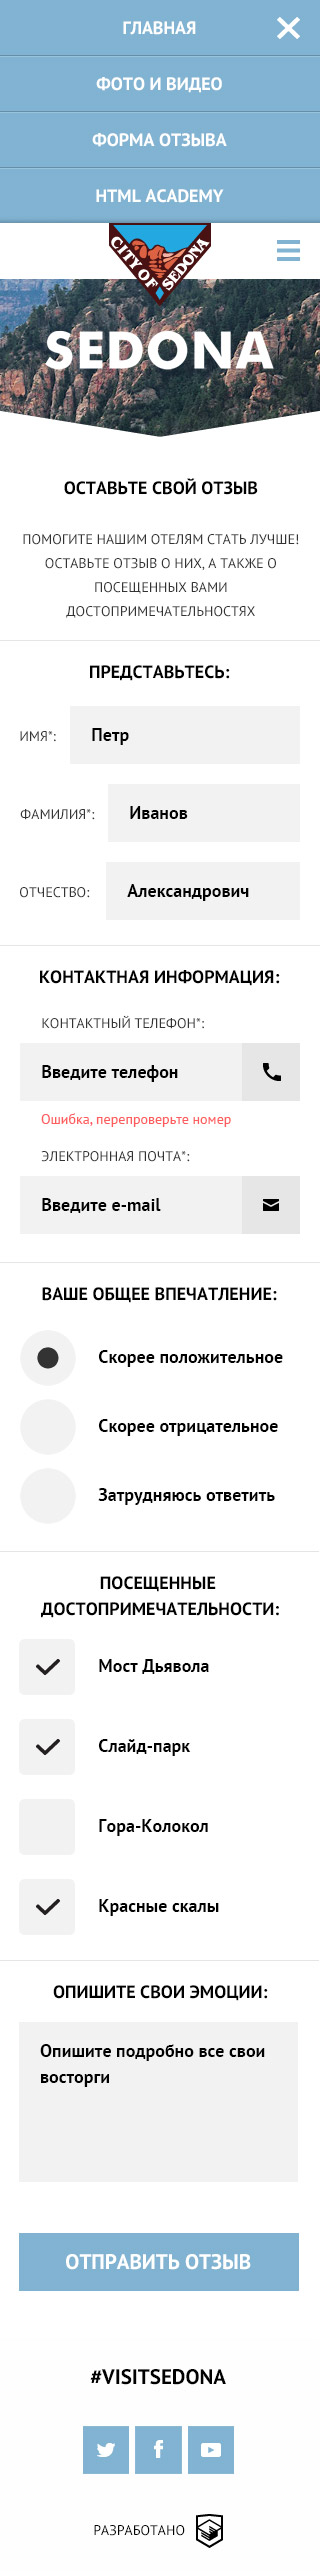 ГЛАВНАЯ
ФОТО И ВИДЕО
ФОРМА ОТЗЫВА
HTML ACADEMY
CITY OF SEDONA
SEDONA
ОСТАВЬТЕ СВОЙ ОТЗЫВ
ПОМОГИТЕ НАШИМ ОТЕЛЯМ СТАТЬ ЛУЧШЕ!
ОСТАВЬТЕ ОТЗЫВ О НИХ, А ТАКЖЕ О
ПОСЕЩЕННЫХ ВАМИ
ДОСТОПРИМЕЧАТЕЛЬНОСТЯХ
ПРЕДСТАВЬТЕСЬ:
ИМЯ*:
Петр
ФАМИЛИЯ*:
Иванов
ОТЧЕСТВО:
Александрович
КОНТАКТНАЯ ИНФОРМАЦИЯ:
КОНТАКТНЫЙ ТЕЛЕФОН*:
Введите телефон
Ошибка, перепроверьте номер
ЭЛЕКТРОННАЯ ПОЧТА*:
Введите e-mail
ВАШЕ ОБЩЕЕ ВПЕЧАТЛЕНИЕ:
Скорее положительное
Скорее отрицательное
Затрудняюсь ответить
ПОСЕЩЕННЫЕ
ДОСТОПРИМЕЧАТЕЛЬНОСТИ:
Мост Дьявола
Слайд-парк
Гора-Колокол
Красные скалы
ОПИШИТЕ СВОИ ЭМОЦИИ:
Опишите подробно все свои
восторги
ОТПРАВИТЬ ОТЗЫВ
#VISITSEDONA
РАЗРАБОТАНО